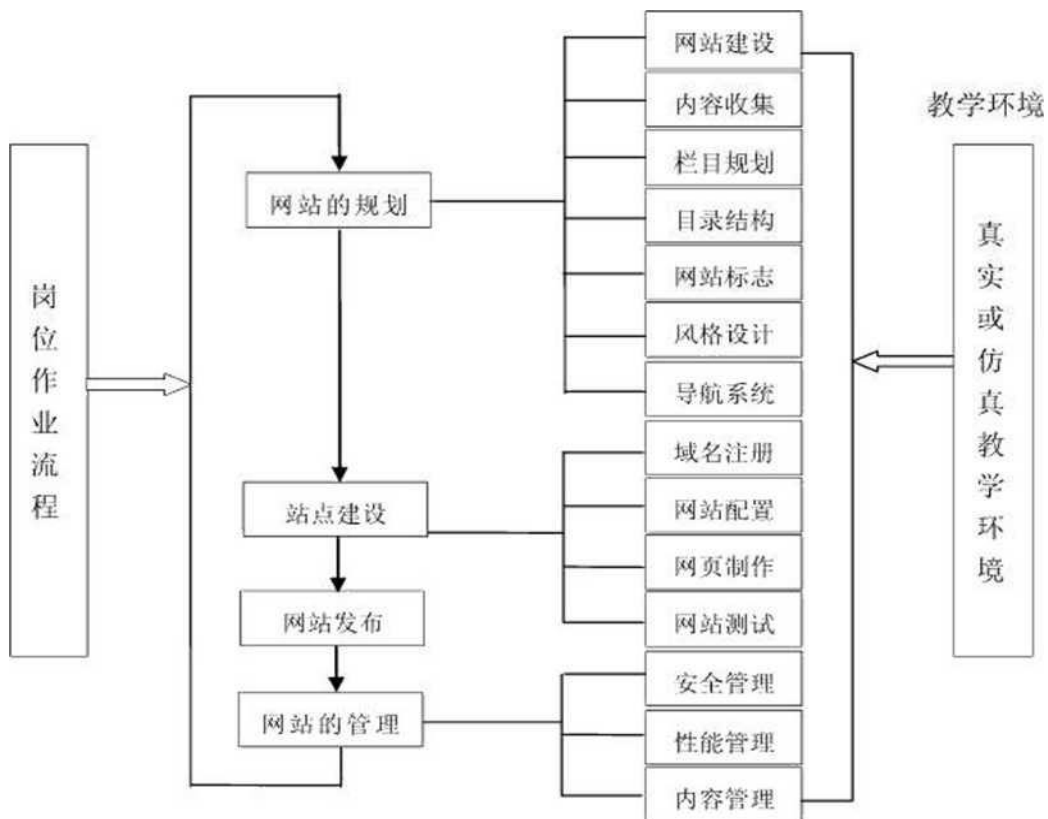 岗位作业流程
网站的规划
站点建设
网站发布
网站的管理
网站建设
内容收集
栏目规划
目录结构
网站标志
风格设计
导航系统
域名注册
网站配置
网页制作
网站测试
安全管理
性能管理
内容管理
教学环境
真实或仿真教学环境